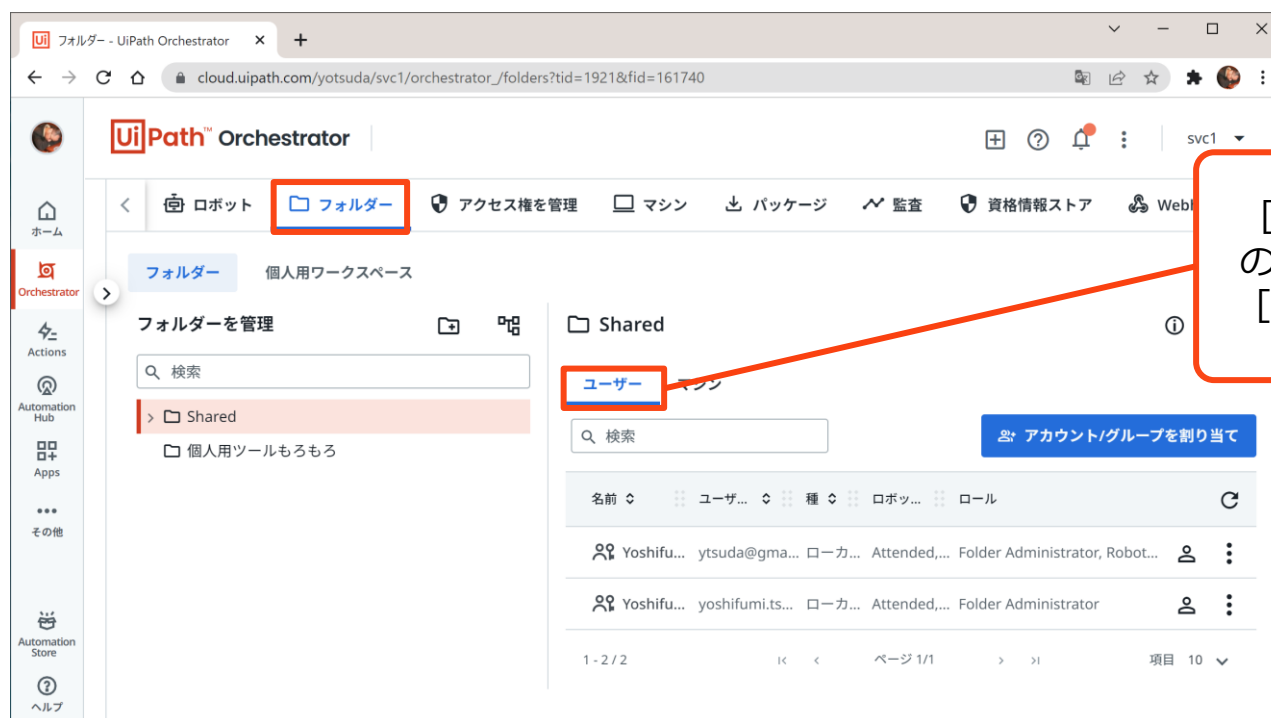 フォルダー - UiPath Orchestrator
cloud.uipath.com/yotsuda/svc1/orchestrator_/folders?tid=1921&fid=161740
UiPath™ Orchestrator
svc1
ロボット フォルダー アクセス権を管理 マシン パッケージ 監査 資格情報ストア
ホーム
Orchestrator
Actions
Automation
Hub
Apps
その他
Automation
Store
ヘルプ
フォルダー 個人用ワークスペース
フォルダーを管理
検索
Shared
個人用ツールもろもろ
Shared
ユーザー マシン
検索
アカウント/グループを割り当て
名前 ユーザ... 種 ロボッ... ロール
Yoshifu... ytsuda@gma... ローカ... Attended,... Folder Administrator, Robot...
Yoshifu... yoshifumi.ts... ローカ... Attended,... Folder Administrator
1 - 2 / 2 ページ 1/1 項目 10
[
の
[